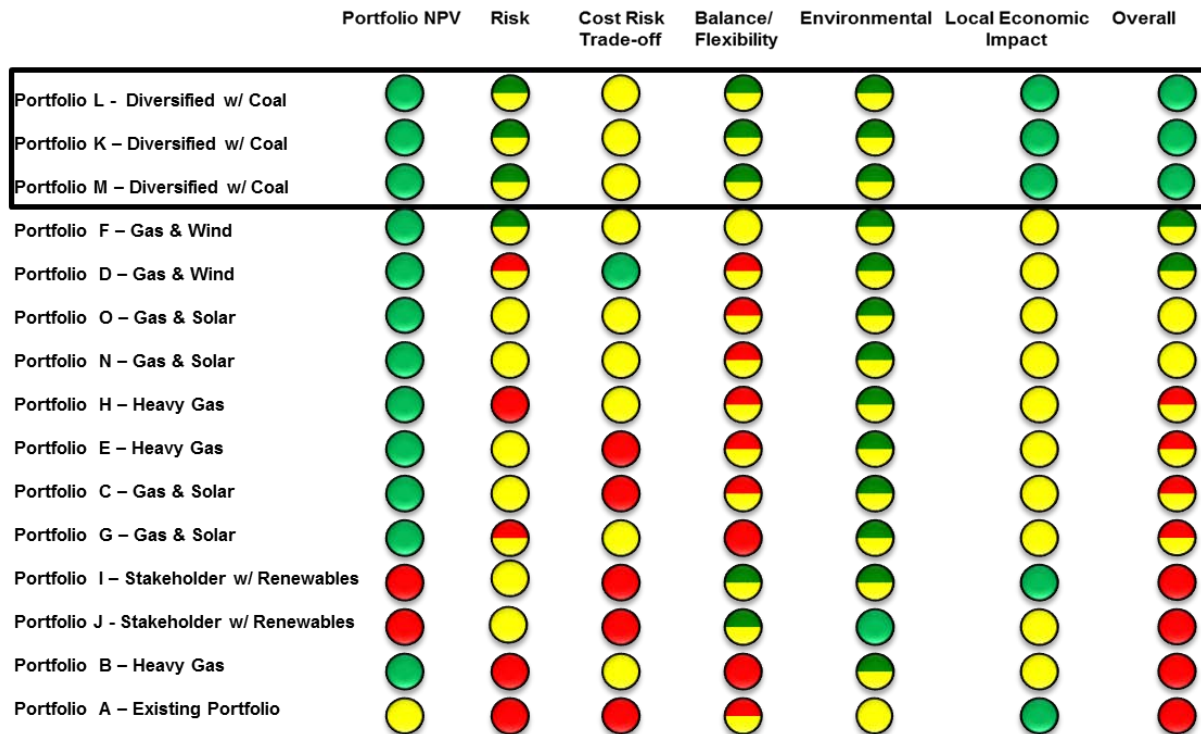 Portfolio NPV Risk Cost Risk Balance/ Environmental Local Economic Overall
Trade-off Flexibility Impact
Portfolio L - Diversified w/ Coal
Portfolio K – Diversified w/ Coal
Portfolio M – Diversified w/ Coal
Portfolio F – Gas & Wind
Portfolio D – Gas & Wind
Portfolio O – Gas & Solar
Portfolio N – Gas & Solar
Portfolio H – Heavy Gas
Portfolio E – Heavy Gas
Portfolio C – Gas & Solar
Portfolio G – Gas & Solar
Portfolio I – Stakeholder w/ Renewables
Portfolio J - Stakeholder w/ Renewables
Portfolio B – Heavy Gas
Portfolio A – Existing Portfolio